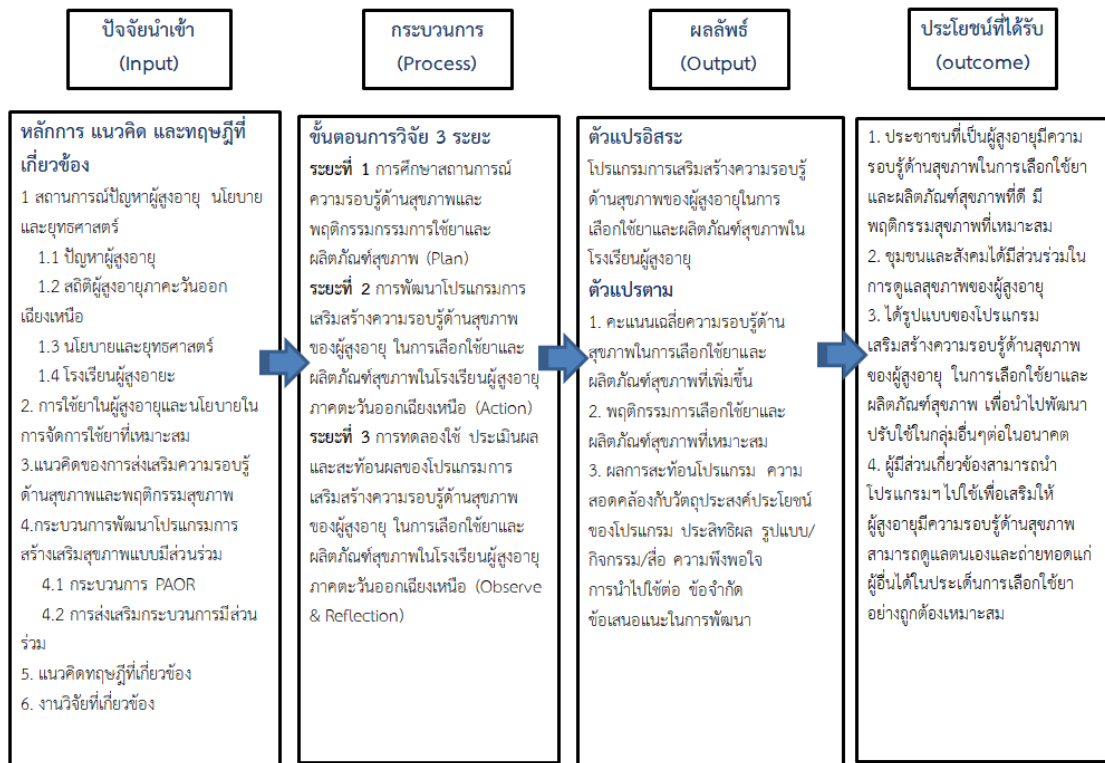 ปัจจัยนำเข้า
(Input)
กระบวนการ
(Process)
ผลลัพธ์
(Output)
ประโยชน์ที่ได้รับ
(outcome)
หลักการ แนวคิด และทฤษฎีที่
เกี่ยวข้อง
1 สถานการณ์ปัญหาผู้สูงอายุ นโยบาย
และยุทธศาสตร์
1.1 ปัญหาผู้สูงอายุ
1.2 สถิติผู้สูงอายุภาคะวันออก
เฉียงเหนือ
1.3 นโยบายและยุทธศาสตร์
1.4 โรงเรียนผู้สูงอายะ
2. การใช้ยาในผู้สูงอายุและนโยบายใน
การจัดการใช้ยาที่เหมาะสม
3.แนวคิดของการส่งเสริมความรอบรู้
ด้านสุขภาพและพฤติกรรมสุขภาพ
4.กระบวนการพัฒนาโปรแกรมการ
สร้างเสริมสุขภาพแบบมีส่วนร่วม
4.1 กระบวนการ PAOR
4.2 การส่งเสริมกระบวนการมีส่วน
ร่วม
5. แนวคิดทฤษฎีที่เกี่ยวข้อง
6. งานวิจัยที่เกี่ยวข้อง
ขั้นตอนการวิจัย 3 ระยะ
ระยะที่ 1 การศึกษาสถานการณ์
ความรอบรู้ด้านสุขภาพและ
พฤติกรรมกรรมการใช้ยาและ
ผลิตภัณฑ์สุขภาพ (Plan)
ระยะที่ 2 การพัฒนาโปรแกรมการ
เสริมสร้างความรอบรู้ด้านสุขภาพ
ของผู้สูงอายุ ในการเลือกใช้ยาและ
ผลิตภัณฑ์สุขภาพในโรงเรียนผู้สูงอายุ
ภาคตะวันออกเฉียงเหนือ (Action)
ระยะที่ 3 การทดลองใช้ ประเมินผล
และสะท้อนผลของโปรแกรมการ
เสริมสร้างความรอบรู้ด้านสุขภาพ
ของผู้สูงอายุ ในการเลือกใช้ยาและ
ผลิตภัณฑ์สุขภาพในโรงเรียนผู้สูงอายุ
ภาคตะวันออกเฉียงเหนือ (Observe
& Reflection)
ตัวแปรอิสระ
โปรแกรมการเสริมสร้างความรอบรู้
ด้านสุขภาพของผู้สูงอายุในการ
เลือกใช้ยาและผลิตภัณฑ์สุขภาพใน
โรงเรียนผู้สูงอายุ
ตัวแปรตาม
1. คะแนนเฉลี่ยความรอบรู้ด้าน
สุขภาพในการเลือกใช้ยาและ
ผลิตภัณฑ์สุขภาพที่เพิ่มขึ้น
2. พฤติกรรมการเลือกใช้ยาและ
ผลิตภัณฑ์สุขภาพที่เหมาะสม
3. ผลการสะท้อนโปรแกรม ความ
สอดคล้องกับวัตถุประสงค์ประโยชน์
ของโปรแกรม ประสิทธิผล รูปแบบ/
กิจกรรม/สื่อ ความพึงพอใจ
การนำไปใช้ต่อ ข้อจำกัด
ข้อเสนอแนะในการพัฒนา
1. ประชาชนที่เป็นผู้สูงอายุมีความ
รอบรู้ด้านสุขภาพในการเลือกใช้ยา
และผลิตภัณฑ์สุขภาพที่ดี มี
พฤติกรรมสุขภาพที่เหมาะสม
2. ชุมชนและสังคมได้มีส่วนร่วมใน
การดูแลสุขภาพของผู้สูงอายุ
3. ได้รูปแบบของโปรแกรม
เสริมสร้างความรอบรู้ด้านสุขภาพ
ของผู้สูงอายุ ในการเลือกใช้ยาและ
ผลิตภัณฑ์สุขภาพ เพื่อนำไปพัฒนา
ปรับใช้ในกลุ่มอื่นๆต่อในอนาคต
4. ผู้มีส่วนเกี่ยวข้องสามารถนำ
โปรแกรมฯ ไปใช้เพื่อเสริมให้
ผู้สูงอายุมีความรอบรู้ด้านสุขภาพ
สามารถดูแลตนเองและถ่ายทอดแก่
ผู้อื่นได้ในประเด็นการเลือกใช้ยา
อย่างถูกต้องเหมาะสม